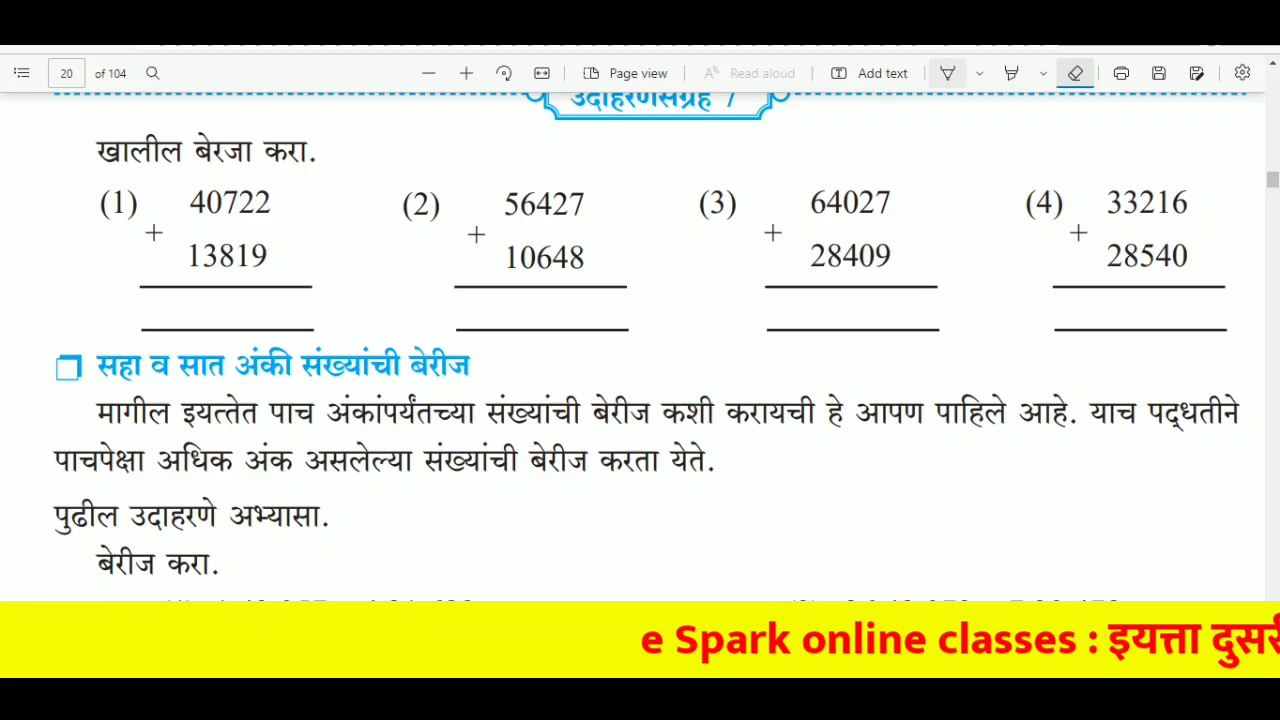 20 of 104 Page view Read aloud Add text
उदाहरणसंग्रह 7
खालील बेरजा करा.
(1) 40722 (2) 56427 (3) 64027 (4) 33216
+ + + +
13819 10648 28409 28540
सहा व सात अंकी संख्यांची बेरीज
मागील इयत्तेत पाच अंकांपर्यंतच्या संख्यांची बेरीज कशी करायची हे आपण पाहिले आहे. याच पद्धतीने
पाचपेक्षा अधिक अंक असलेल्या संख्यांची बेरीज करता येते.
पुढील उदाहरणे अभ्यासा.
बेरीज करा.
e Spark online classes : इयत्ता दुसरी